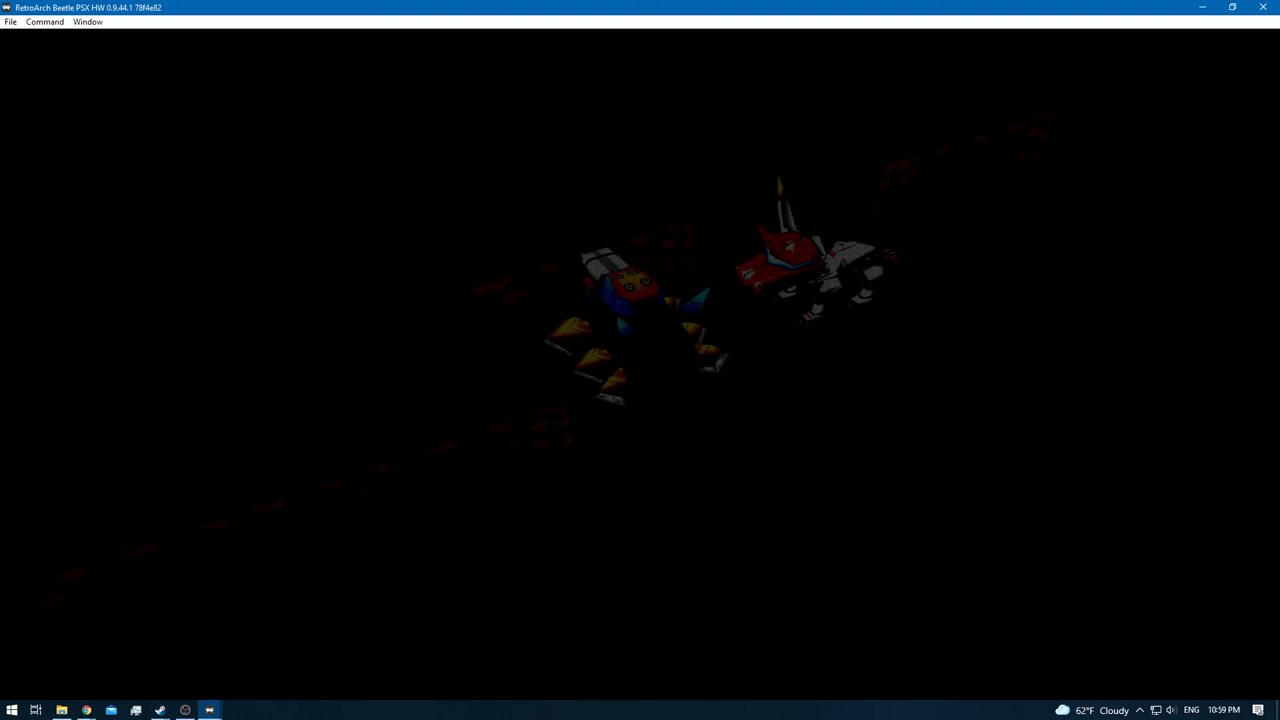 RetroArch Beetle PSX HW 0.9.44.1 78f4e82
File Command Window
62°F Cloudy ENG 10:59 PM